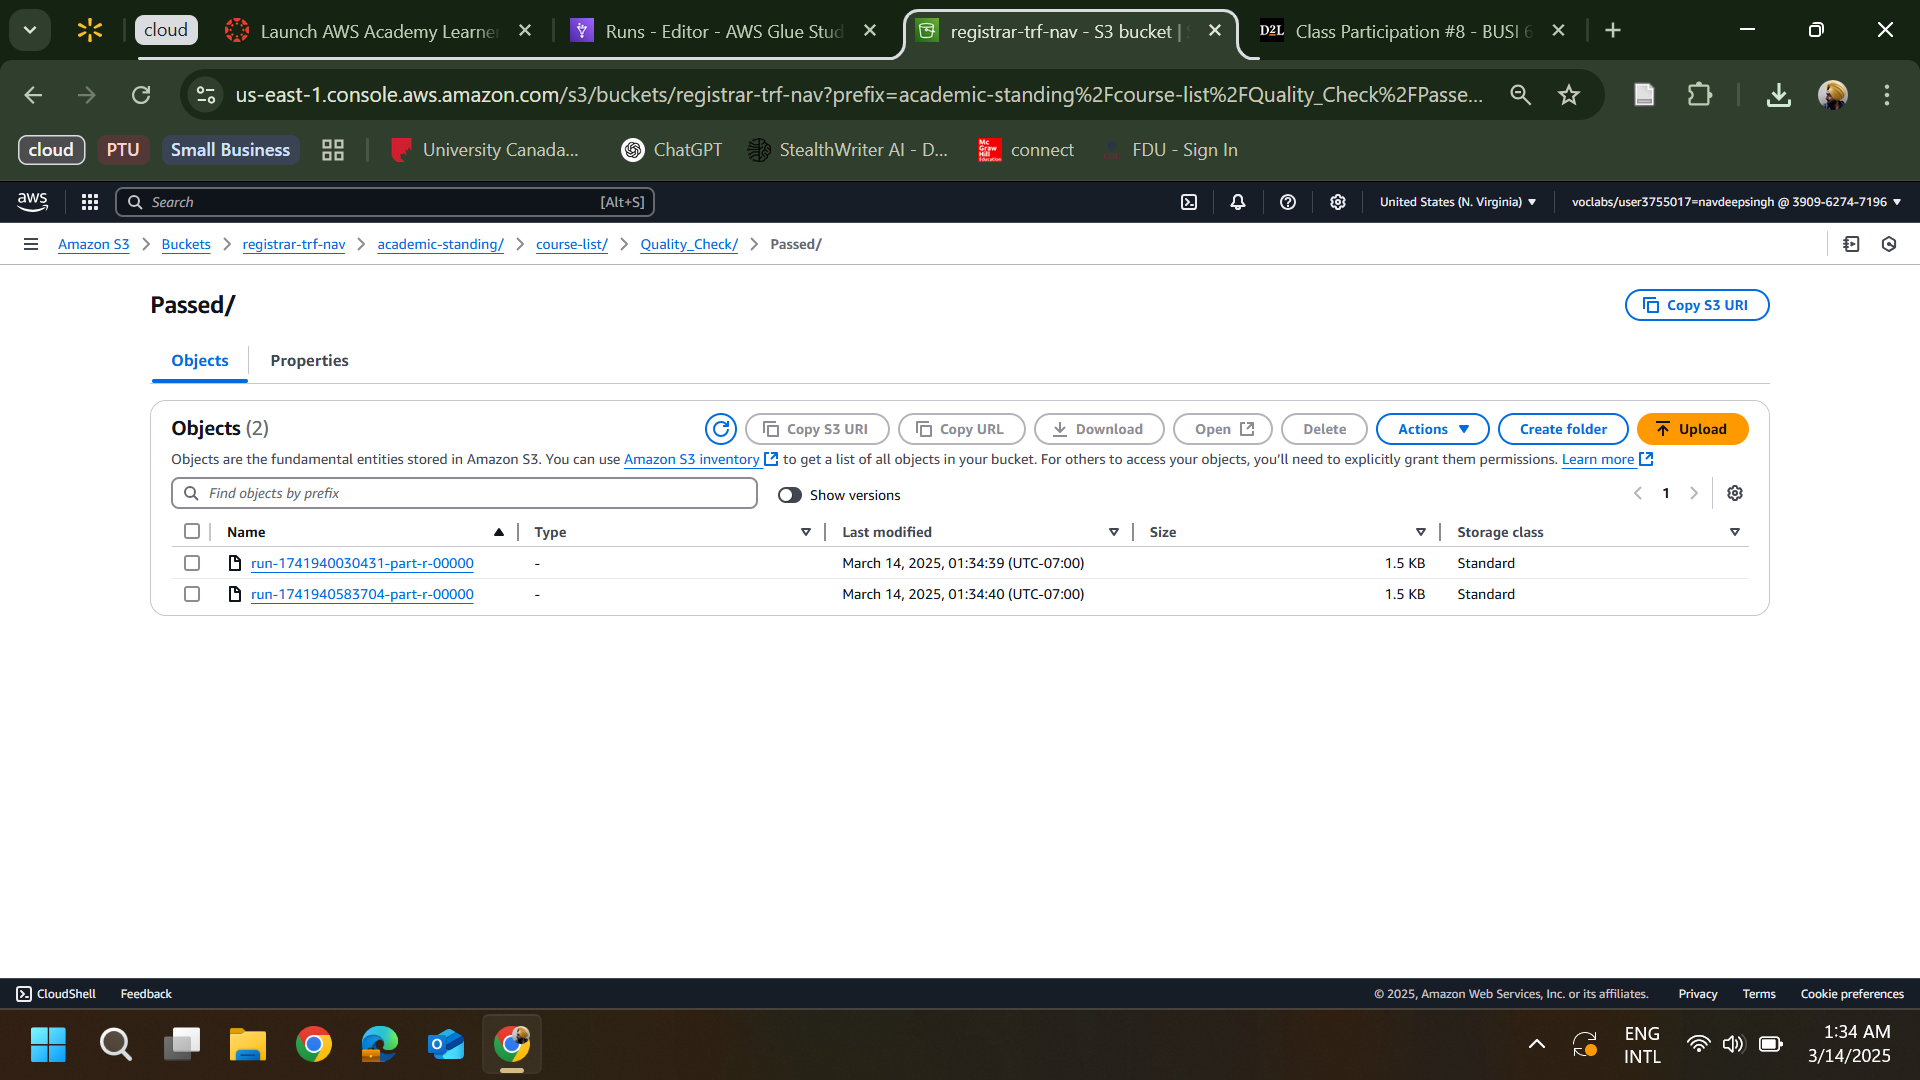 cloud
Launch AWS Academy Learner
Runs - Editor - AWS Glue Stud
registrar-trf-nav - S3 bucket |
D2L
Class Participation #8 - BUSI 6
us-east-1.console.aws.amazon.com/s3/buckets/registrar-trf-nav?prefix=academic-standing%2Fcourse-list%2FQuality_Check%2FPasse...
cloud
PTU
Small Business
University Canada...
ChatGPT
StealthWriter AI - D...
Mc Graw Hill Education
connect
FDU - Sign In
aws
Search
[Alt+S]
United States (N. Virginia)
voclabs/user3755017=navdeepsingh @ 3909-6274-7196
Amazon S3
Buckets
registrar-trf-nav
academic-standing/
course-list/
Quality_Check/
Passed/
Passed/
Copy S3 URI
Objects
Properties
Objects (2)
Copy S3 URI
Copy URL
Download
Open
Delete
Actions
Create folder
Upload
Objects are the fundamental entities stored in Amazon S3. You can use Amazon S3 inventory to get a list of all objects in your bucket. For others to access your objects, you'll need to explicitly grant them permissions. Learn more
Find objects by prefix
Show versions
1
Name
Type
Last modified
Size
Storage class
run-1741940030431-part-r-00000
-
March 14, 2025, 01:34:39 (UTC-07:00)
1.5 KB
Standard
run-1741940583704-part-r-00000
-
March 14, 2025, 01:34:40 (UTC-07:00)
1.5 KB
Standard
CloudShell
Feedback
© 2025, Amazon Web Services, Inc. or its affiliates.
Privacy
Terms
Cookie preferences
ENG
INTL
1:34 AM
3/14/2025